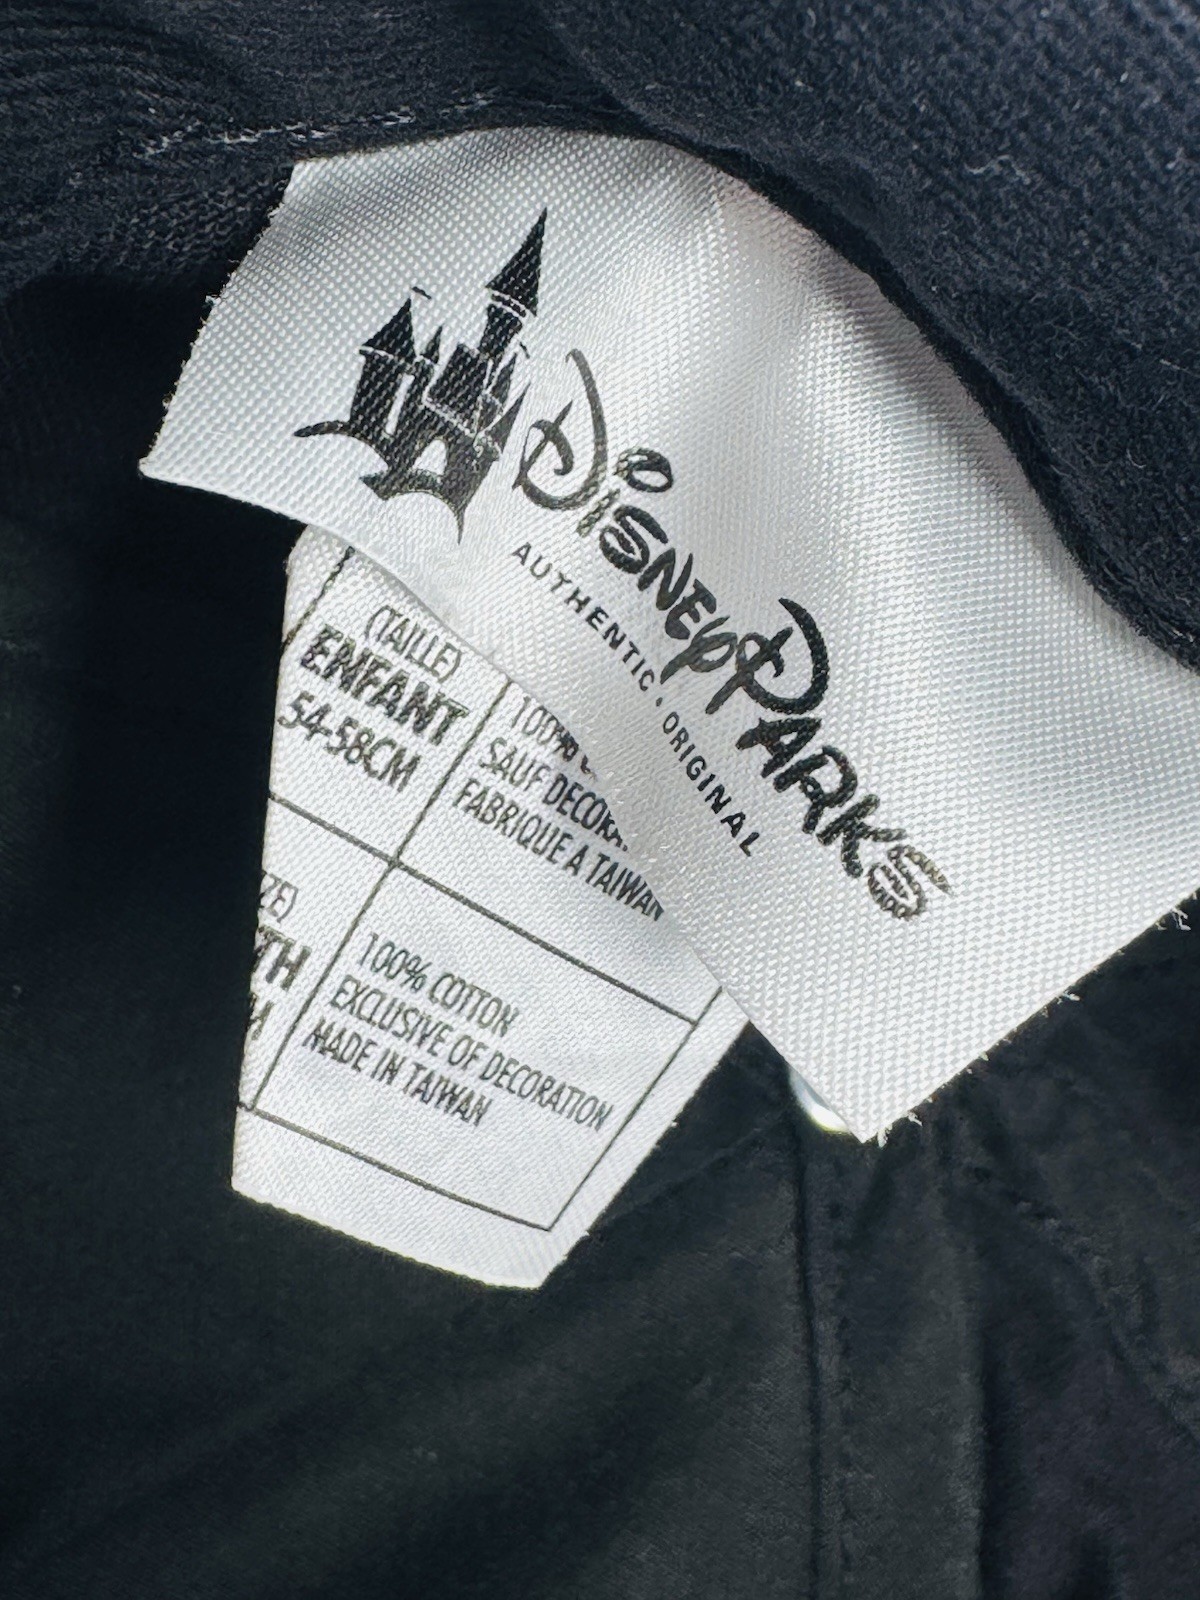 Disney Parks
AUTHENTIC • ORIGINAL
(TAILLE)
ENFANT
54-58CM
100%
SAUF
FABRIQUE A TAIWAN
100% COTTON
EXCLUSIVE OF DECORATION
MADE IN TAIWAN